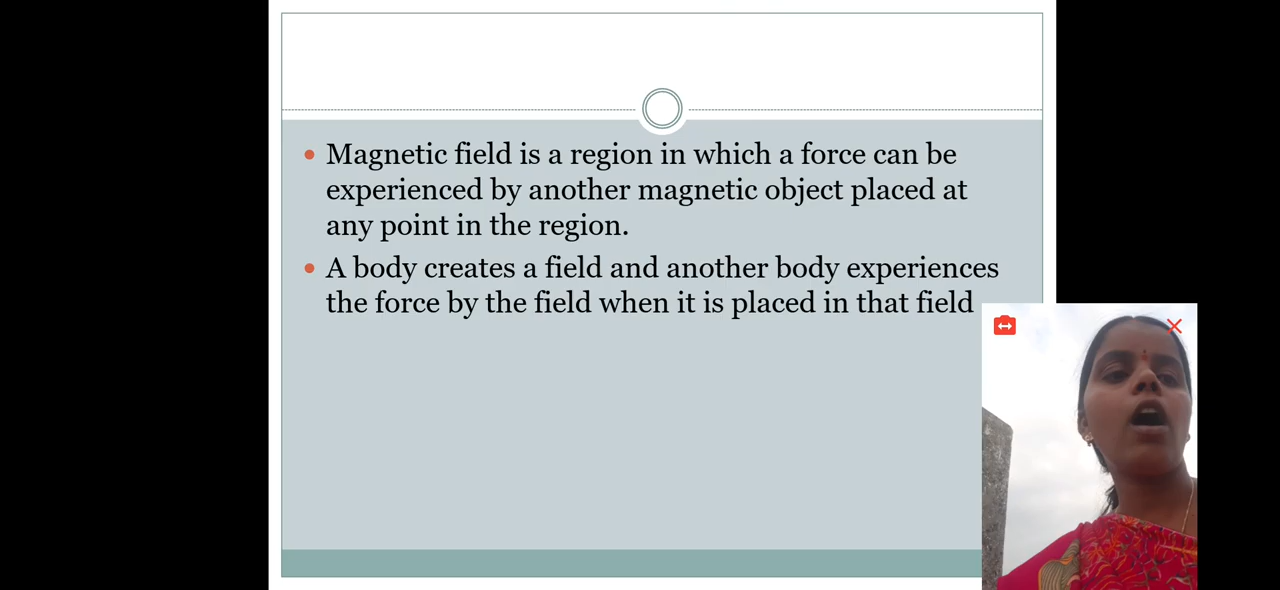 Magnetic field is a region in which a force can be
experienced by another magnetic object placed at
any point in the region.
A body creates a field and another body experiences
the force by the field when it is placed in that field